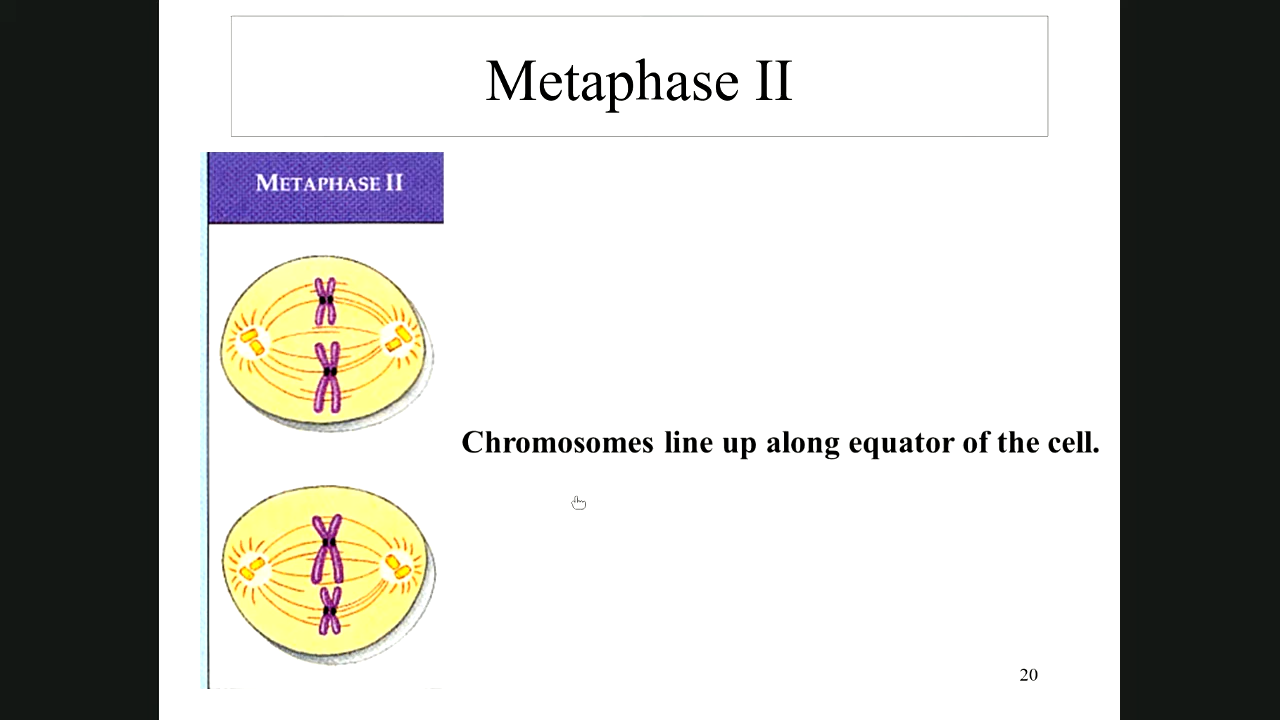 Metaphase II
METAPHASE II
Chromosomes line up along equator of the cell.
20